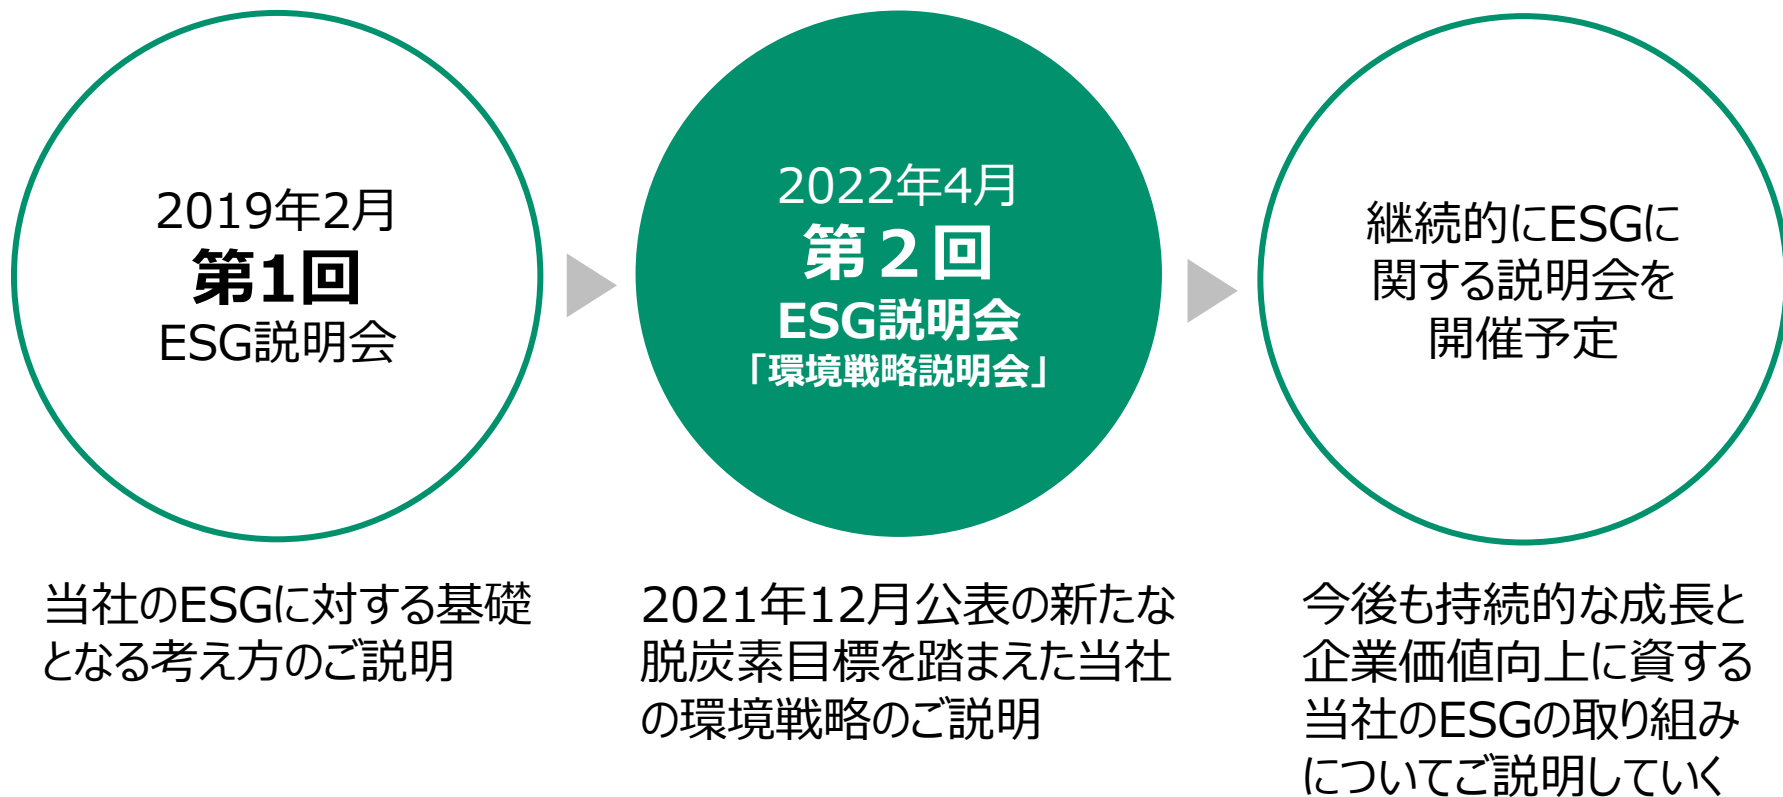 2019年2月
第1回
ESG説明会
2022年4月
第２回
ESG説明会
「環境戦略説明会」
継続的にESGに
関する説明会を
開催予定
当社のESGに対する基礎
となる考え方のご説明
2021年12月公表の新たな
脱炭素目標を踏まえた当社
の環境戦略のご説明
今後も持続的な成長と
企業価値向上に資する
当社のESGの取り組み
についてご説明していく